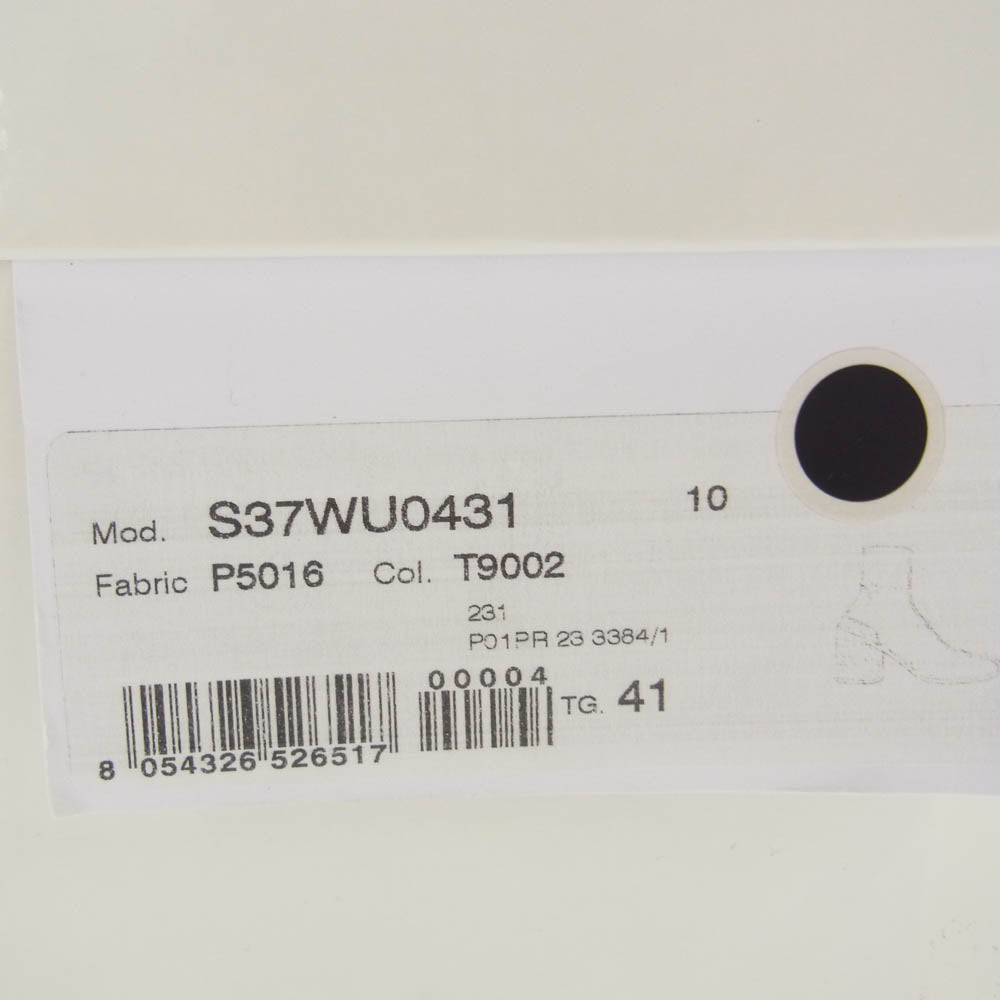 10
Mod. S37WU0431
Fabric P5016 Col. T9002
231
P01PR 23 3384/1
00004
TG. 41
8 054326 526517